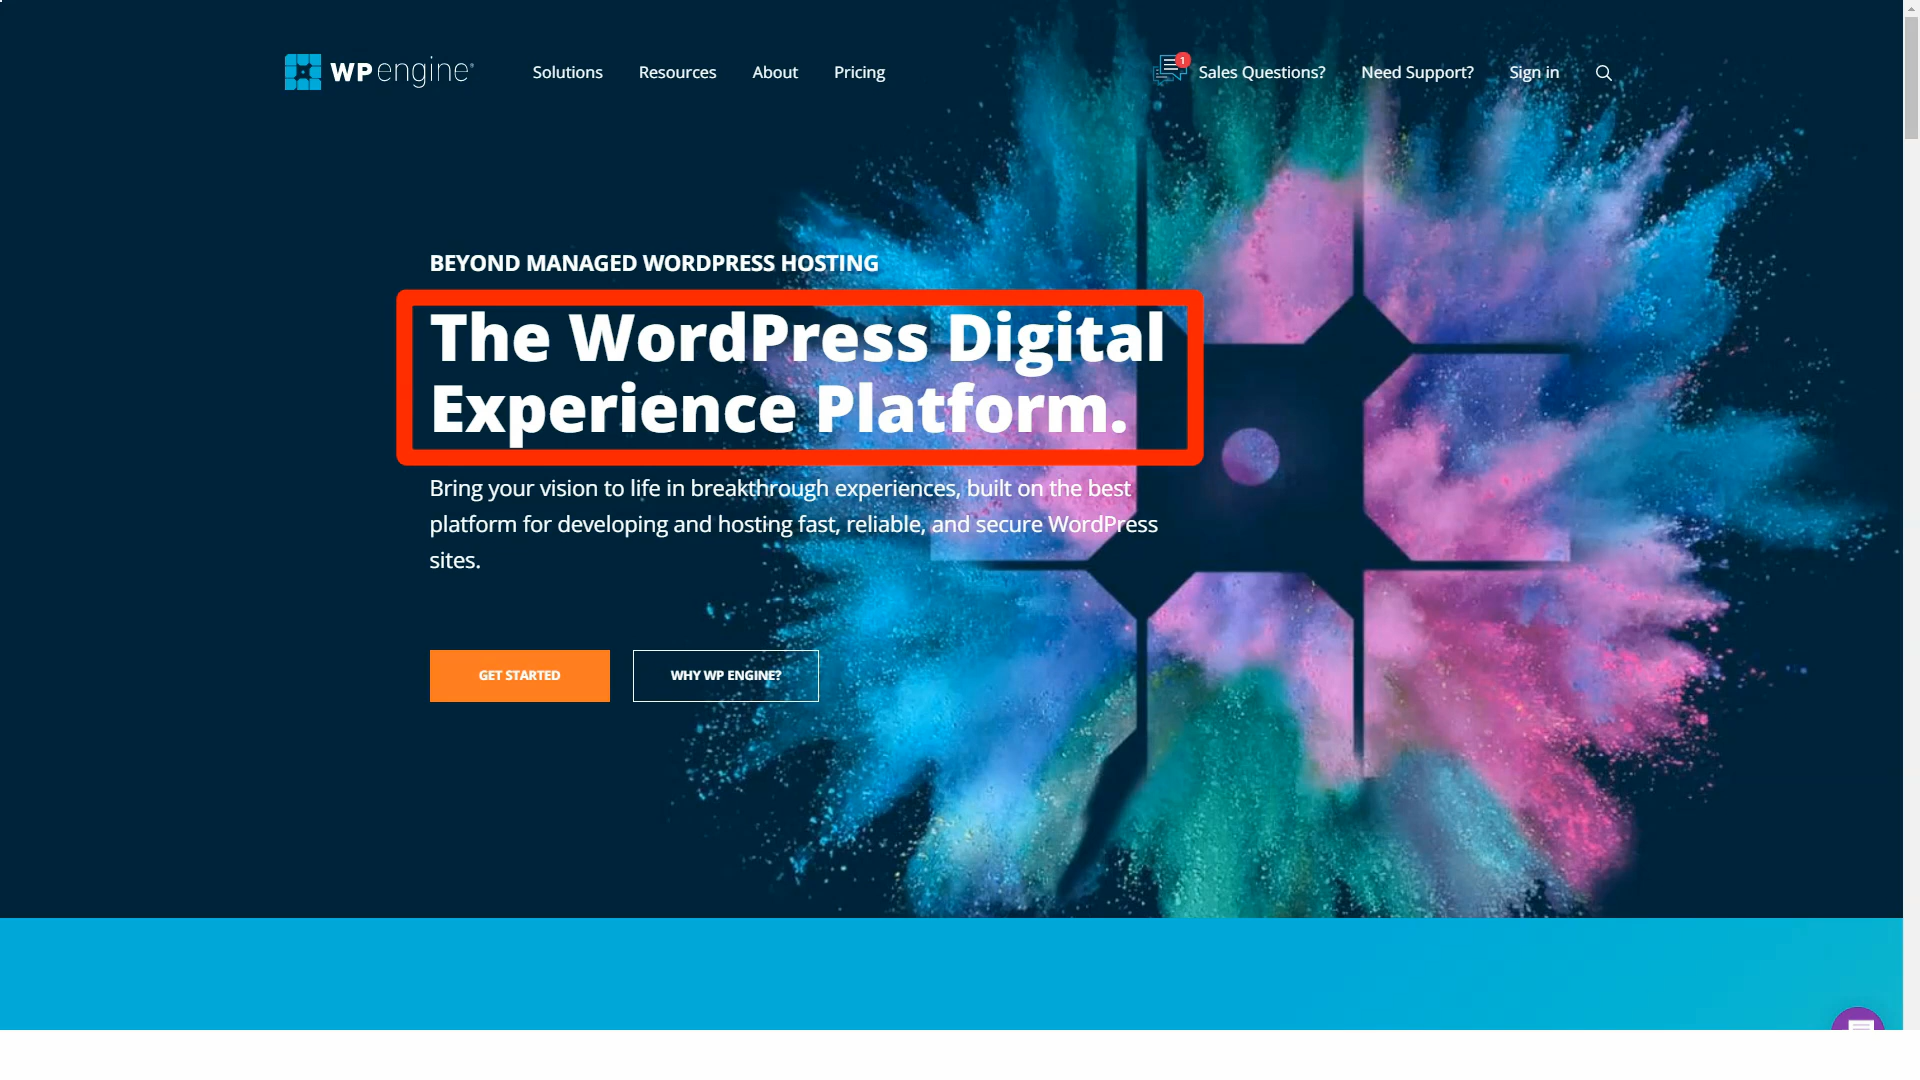 WP engine®
Solutions Resources About Pricing
1 Sales Questions? Need Support? Sign in
BEYOND MANAGED WORDPRESS HOSTING
The WordPress Digital
Experience Platform.
Bring your vision to life in breakthrough experiences, built on the best
platform for developing and hosting fast, reliable, and secure WordPress
sites.
GET STARTED WHY WP ENGINE?